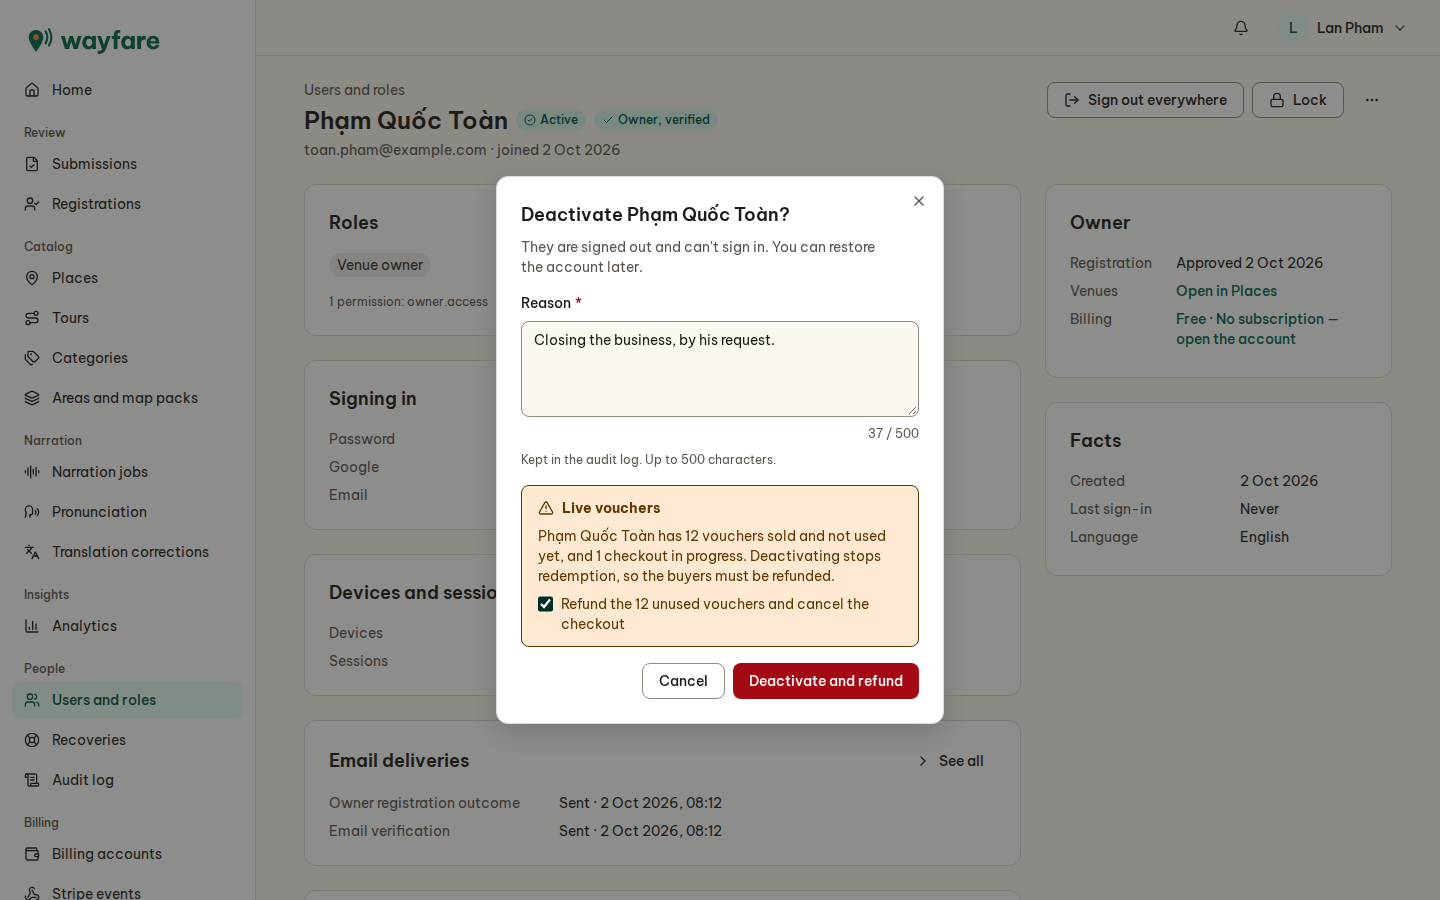 wayfare
Home
Review
Submissions
Registrations
Catalog
Places
Tours
Categories
Areas and map packs
Narration
Narration jobs
Pronunciation
Translation corrections
Insights
Analytics
People
Users and roles
Recoveries
Audit log
Billing
Billing accounts
Stripe events
L Lan Pham
Users and roles
Phạm Quốc Toàn Active Owner, verified
toan.pham@example.com · joined 2 Oct 2026
Sign out everywhere Lock
Roles
Venue owner
1 permission: owner.access
Signing in
Password
Google
Email
Devices and sessio
Devices
Sessions
Email deliveries See all
Owner registration outcome Sent · 2 Oct 2026, 08:12
Email verification Sent · 2 Oct 2026, 08:12
Owner
Registration Approved 2 Oct 2026
Venues Open in Places
Billing Free · No subscription —
open the account
Facts
Created 2 Oct 2026
Last sign-in Never
Language English
Deactivate Phạm Quốc Toàn?
They are signed out and can't sign in. You can restore
the account later.
Reason *
Closing the business, by his request.
37 / 500
Kept in the audit log. Up to 500 characters.
Live vouchers
Phạm Quốc Toàn has 12 vouchers sold and not used
yet, and 1 checkout in progress. Deactivating stops
redemption, so the buyers must be refunded.
Refund the 12 unused vouchers and cancel the
checkout
Cancel Deactivate and refund